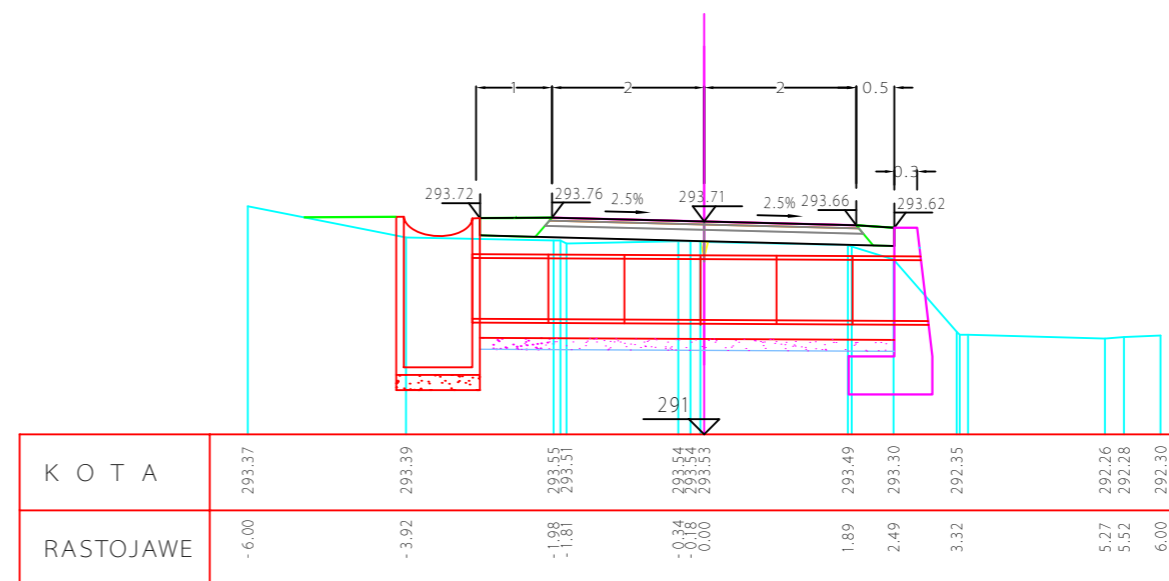 1 2 2 0.5
0.3
293.72 293.76 2.5% 293.71 2.5% 293.66 293.62
291
K O T A 293.37 293.39 293.55 293.51 293.54 293.54 293.53 293.49 293.30 292.35 292.26 292.28 292.30
RASTOJAWE -6.00 -3.92 -1.98 -1.81 -0.34 -0.18 0.00 1.89 2.49 3.32 5.27 5.52 6.00